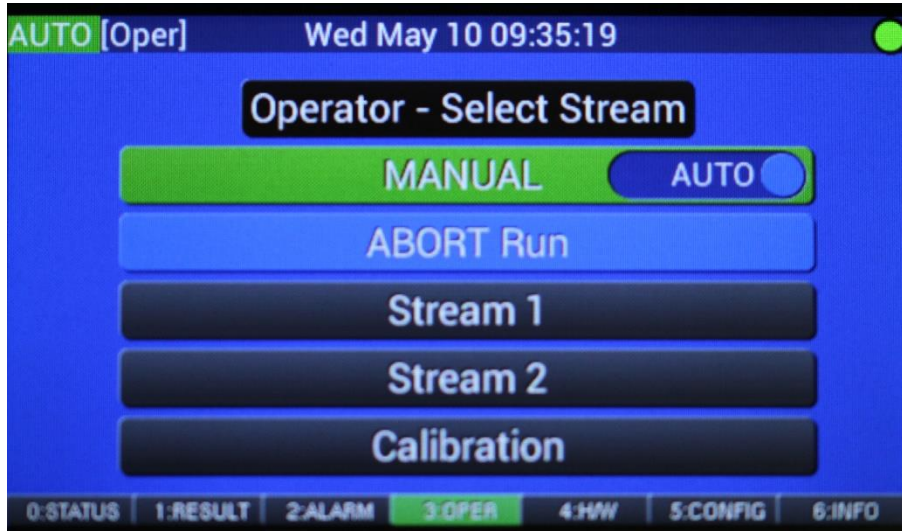 AUTO [Oper] Wed May 10 09:35:19
Operator - Select Stream
MANUAL AUTO
ABORT Run
Stream 1
Stream 2
Calibration
0:STATUS 1:RESULT 2:ALARM 3:OPER 4:H/W 5:CONFIG 6:INFO